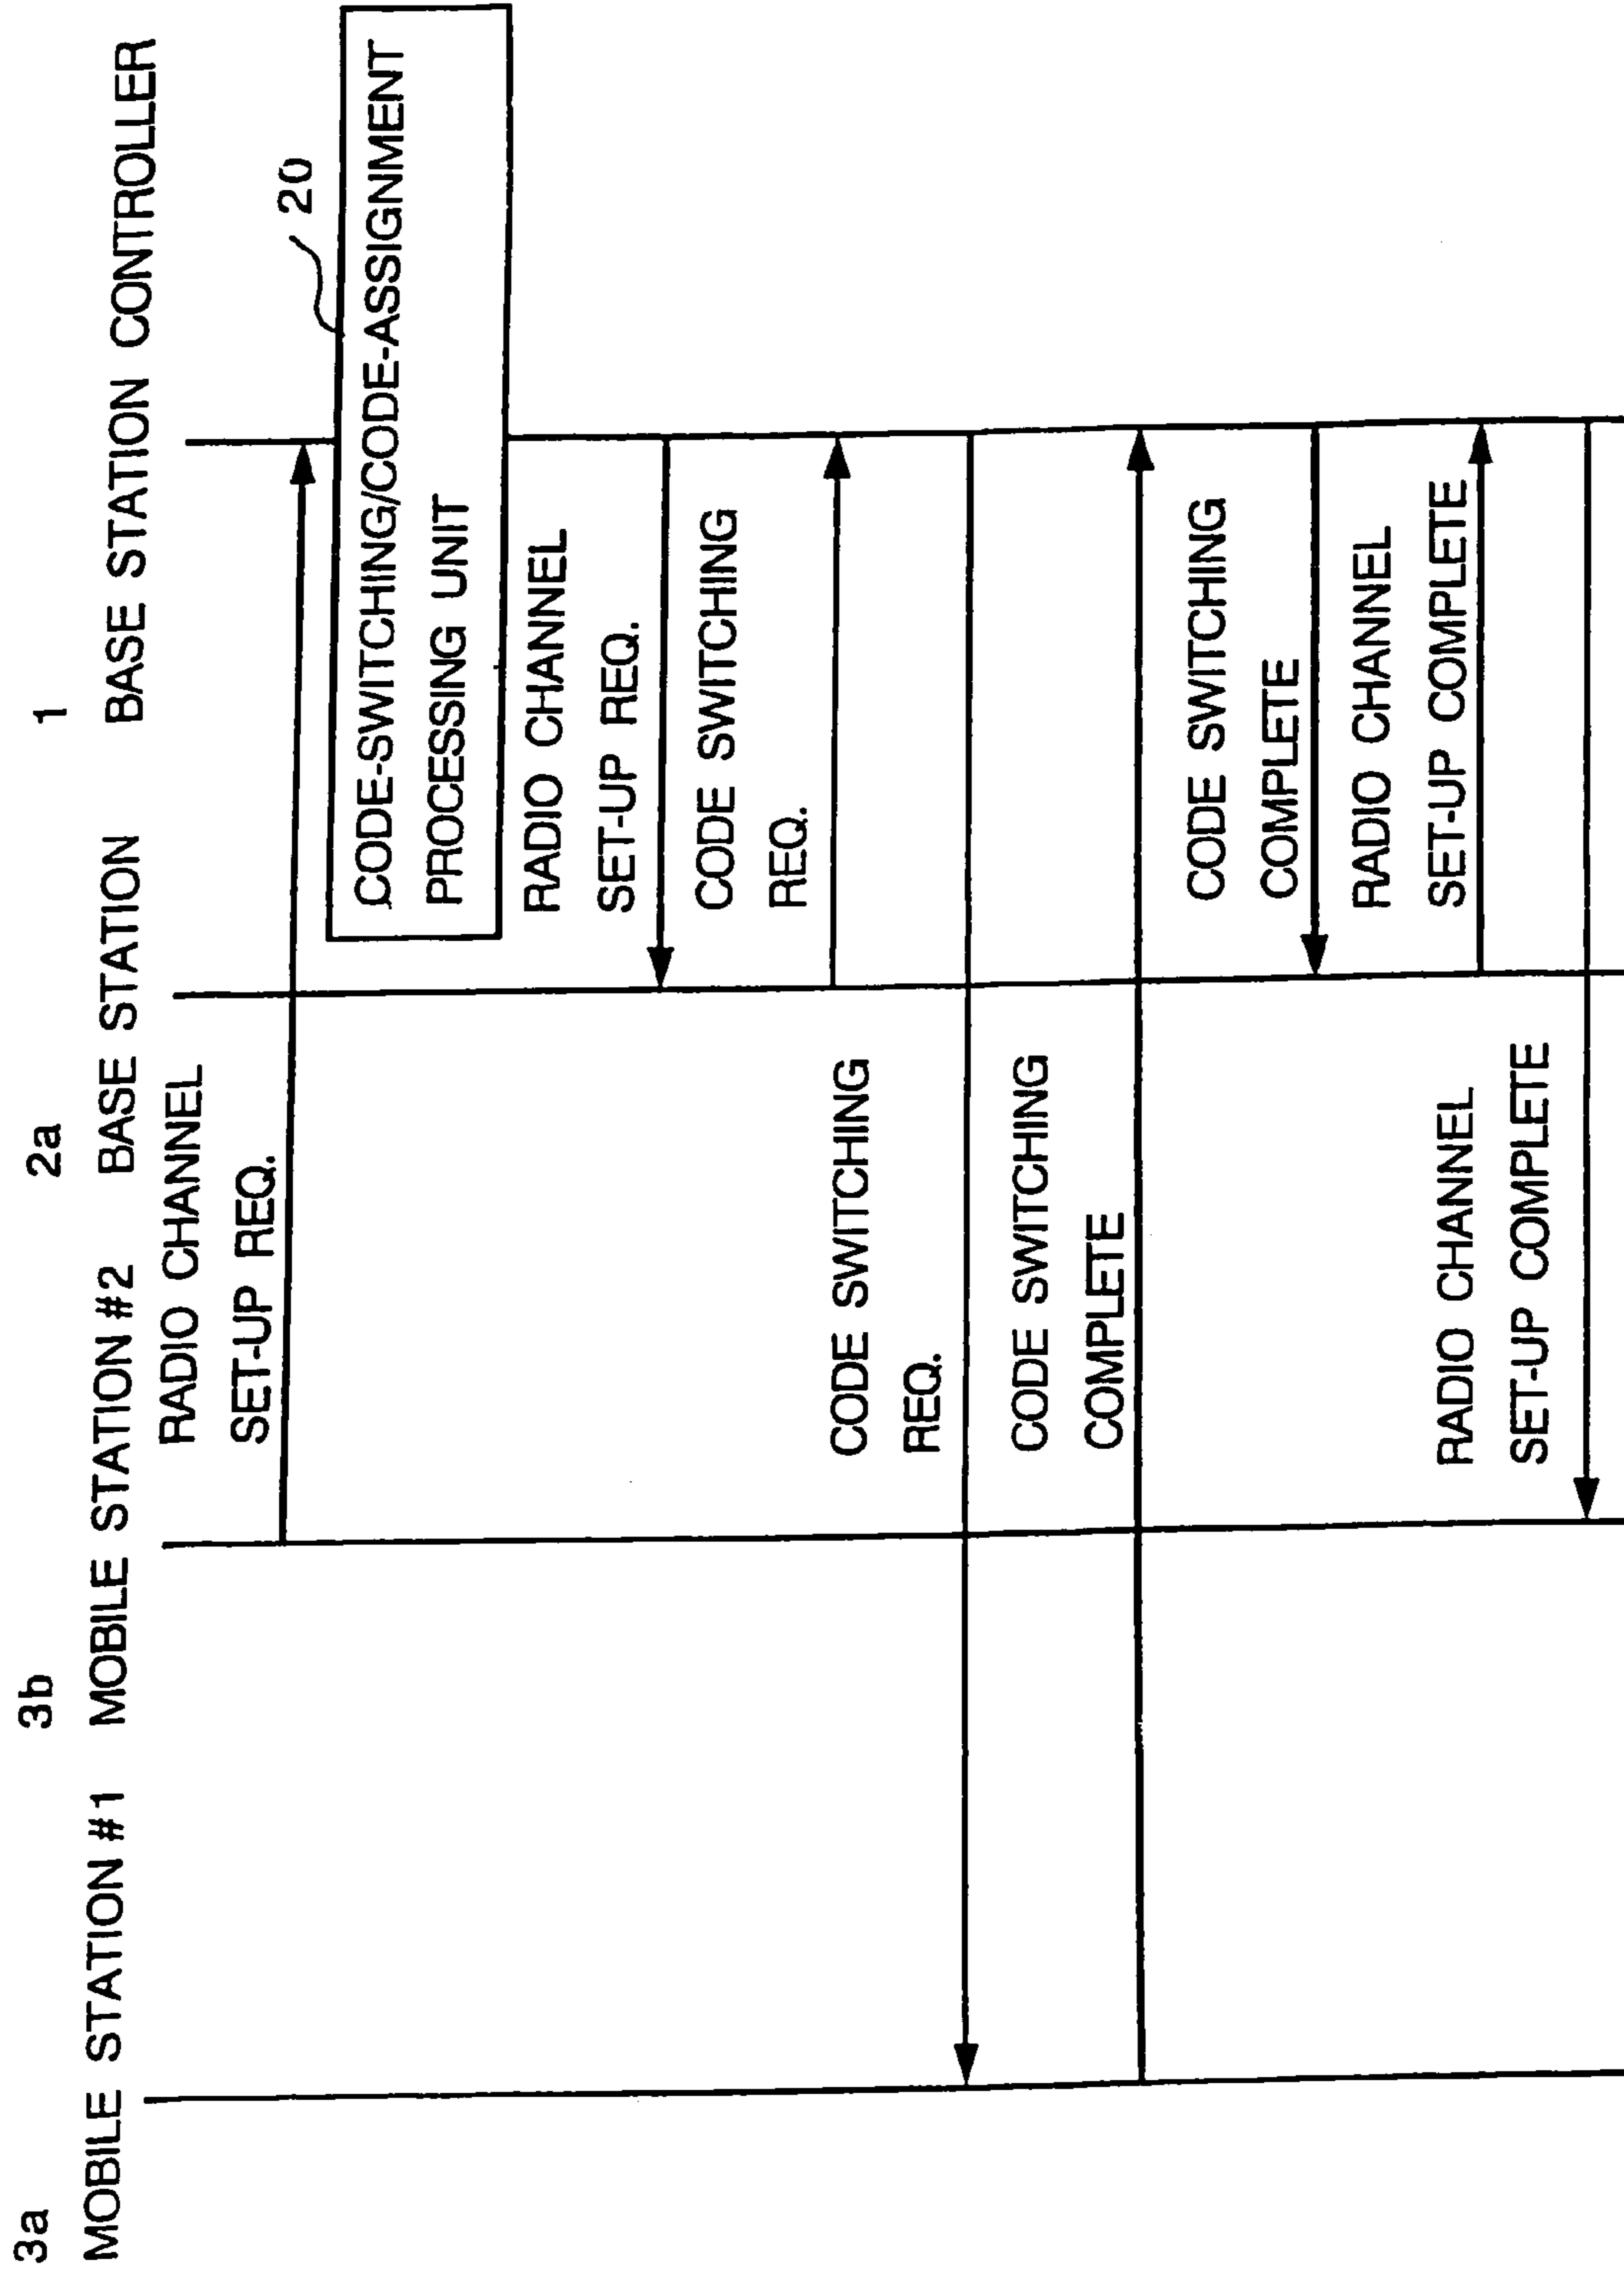 3a
3b
2a
1
MOBILE STATION #1
MOBILE STATION #2
BASE STATION
BASE STATION CONTROLLER
RADIO CHANNEL
SET-UP REQ.
20
CODE-SWITCHING/CODE-ASSIGNMENT
PROCESSING UNIT
RADIO CHANNEL
SET-UP REQ.
CODE SWITCHING
REQ.
CODE SWITCHING
REQ.
CODE SWITCHING
COMPLETE
CODE SWITCHING
COMPLETE
RADIO CHANNEL
SET-UP COMPLETE
RADIO CHANNEL
SET-UP COMPLETE